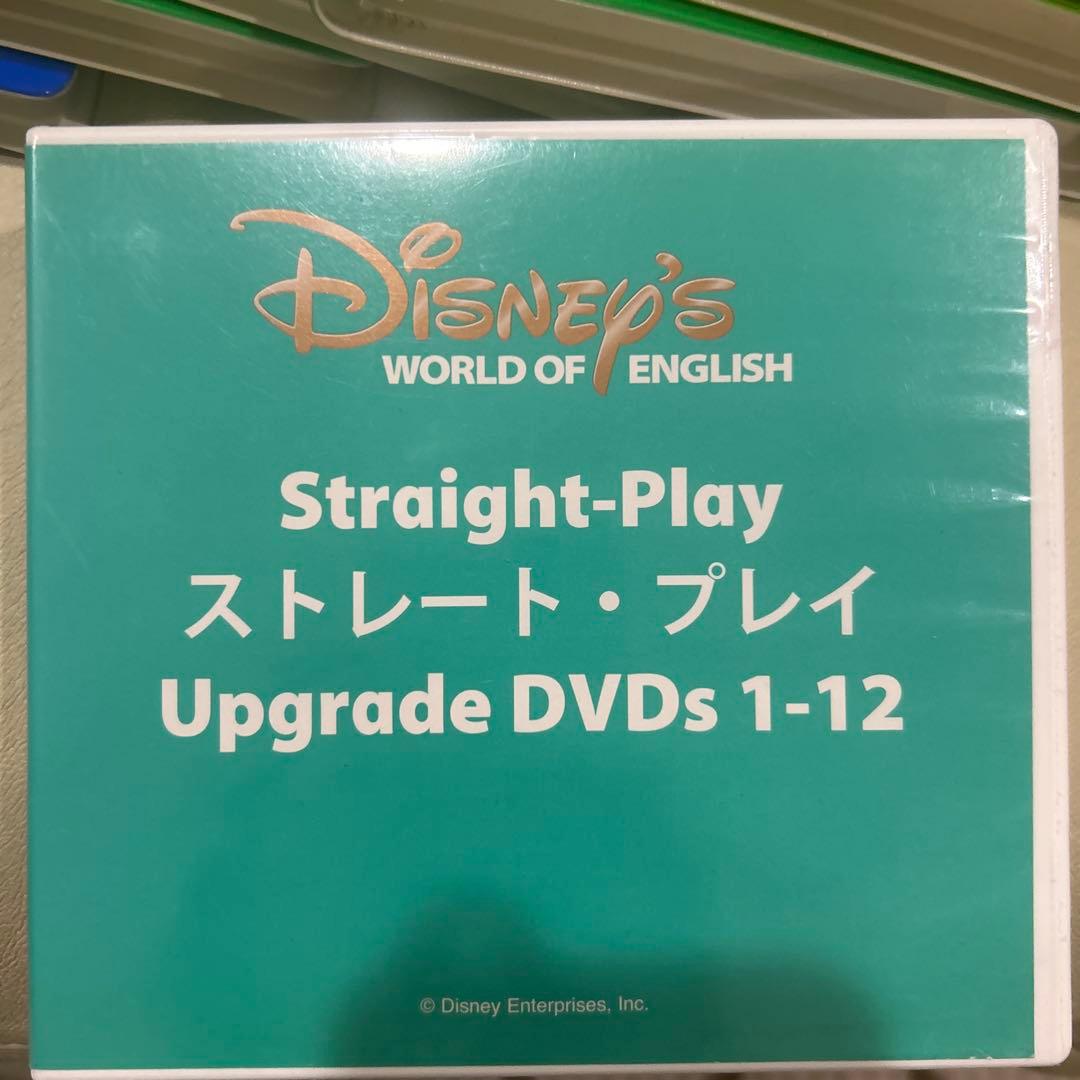 Disney's
WORLD OF ENGLISH
Straight-Play
ストレート・プレイ
Upgrade DVDs 1-12
© Disney Enterprises, Inc.